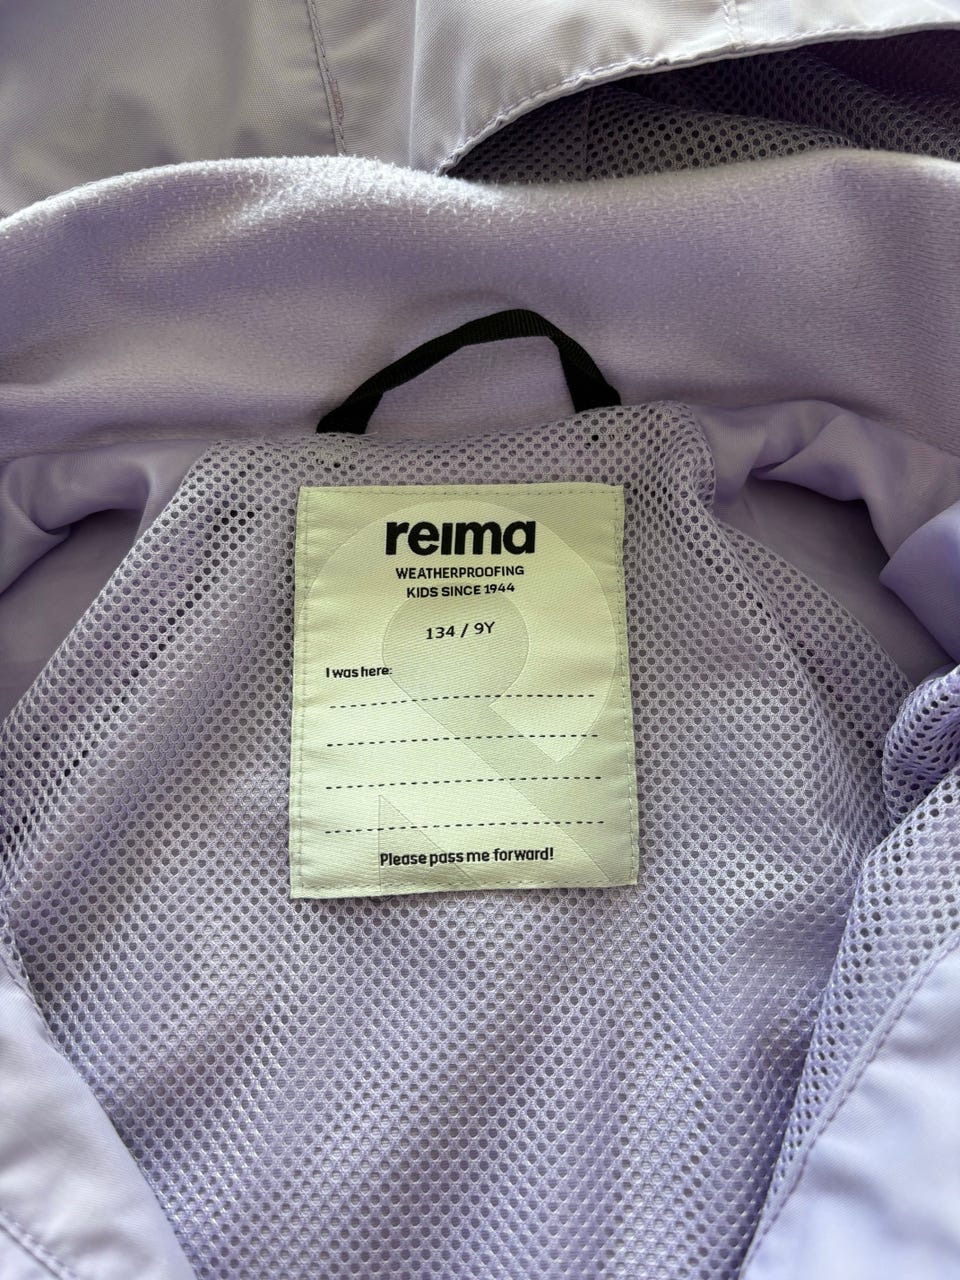 reima
WEATHERPROOFING
KIDS SINCE 1944
134 / 9Y
I was here:
Please pass me forward!